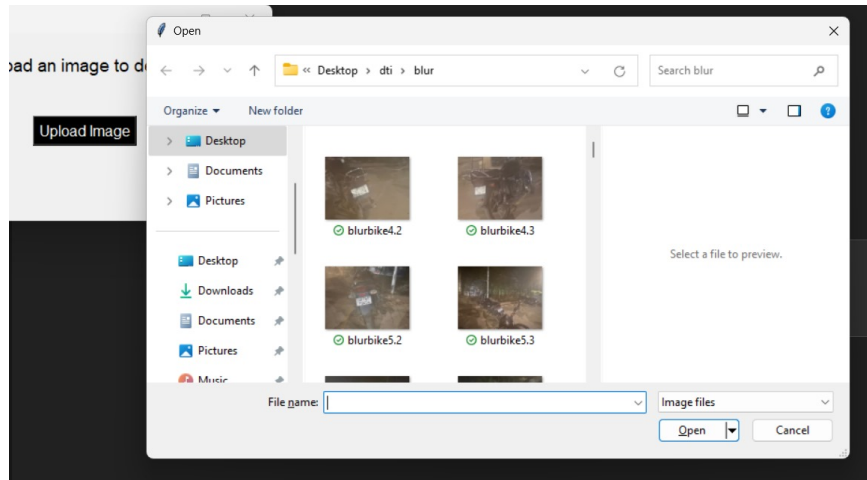 Open
oad an image to d
« Desktop > dti > blur
Search blur
Organize
New folder
Upload Image
Desktop
Documents
Pictures
blurbike4.2
blurbike4.3
Select a file to preview.
Desktop
Downloads
Documents
Pictures
Music
blurbike5.2
blurbike5.3
File name:
Image files
Open
Cancel